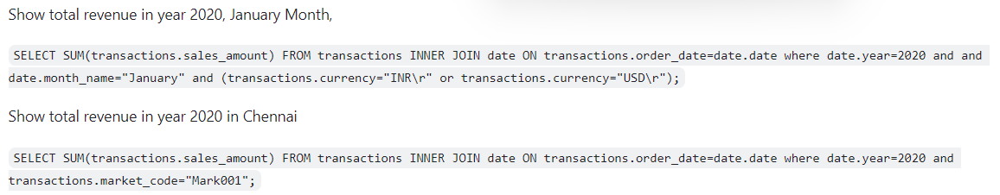 Show total revenue in year 2020, January Month,
SELECT SUM(transactions.sales_amount) FROM transactions INNER JOIN date ON transactions.order_date=date.date where date.year=2020 and and
date.month_name="January" and (transactions.currency="INR\r" or transactions.currency="USD\r");
Show total revenue in year 2020 in Chennai
SELECT SUM(transactions.sales_amount) FROM transactions INNER JOIN date ON transactions.order_date=date.date where date.year=2020 and
transactions.market_code="Mark001";